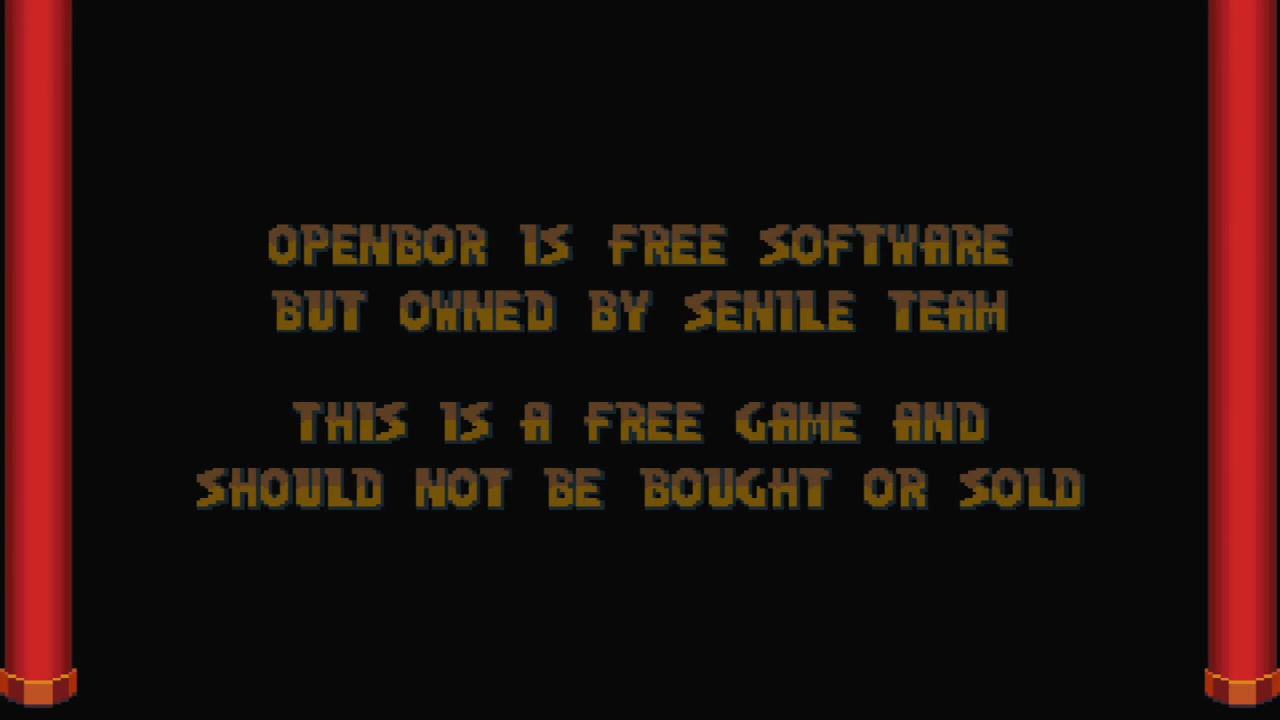 OPENBOR IS FREE SOFTWARE
BUT OWNED BY SENILE TEAM
THIS IS A FREE GAME AND
SHOULD NOT BE BOUGHT OR SOLD